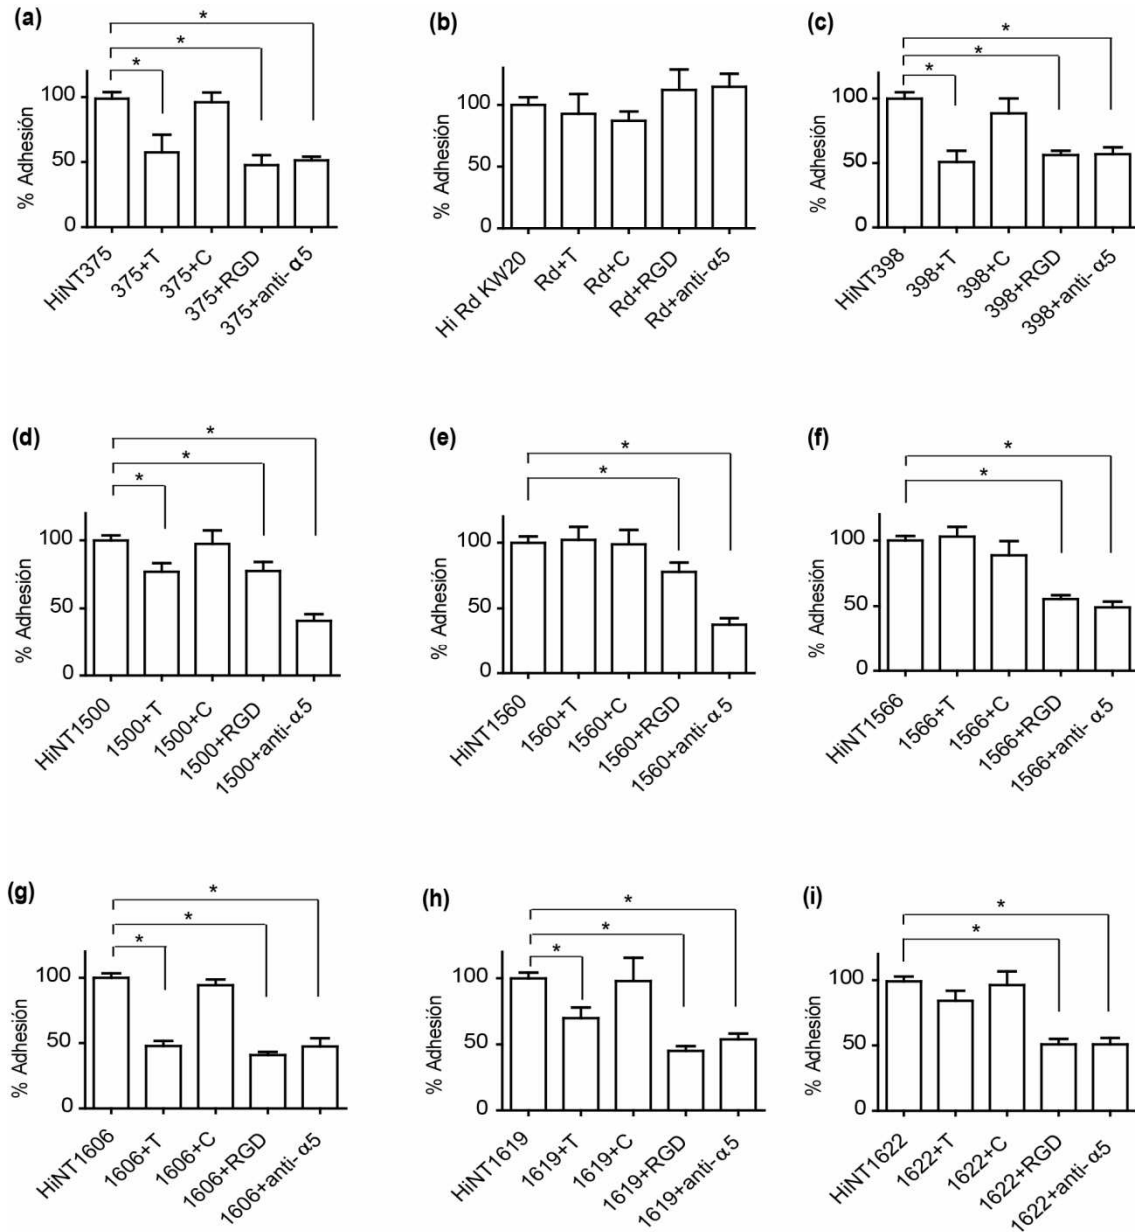 (a)
*
*
*
% Adhesión
100
50
0
HiNT375
375+T
375+C
375+RGD
375+anti-α5
(b)
% Adhesión
100
50
0
Hi Rd KW20
Rd+T
Rd+C
Rd+RGD
Rd+anti-α5
(c)
*
*
*
% Adhesión
100
50
0
HiNT398
398+T
398+C
398+RGD
398+anti-α5
(d)
*
*
*
% Adhesión
100
50
0
HiNT1500
1500+T
1500+C
1500+RGD
1500+anti-α5
(e)
*
*
% Adhesión
100
50
0
HiNT1560
1560+T
1560+C
1560+RGD
1560+anti-α5
(f)
*
*
% Adhesión
100
50
0
HiNT1566
1566+T
1566+C
1566+RGD
1566+anti-α5
(g)
*
*
*
% Adhesión
100
50
0
HiNT1606
1606+T
1606+C
1606+RGD
1606+anti-α5
(h)
*
*
*
% Adhesión
100
50
0
HiNT1619
1619+T
1619+C
1619+RGD
1619+anti-α5
(i)
*
*
% Adhesión
100
50
0
HiNT1622
1622+T
1622+C
1622+RGD
1622+anti-α5